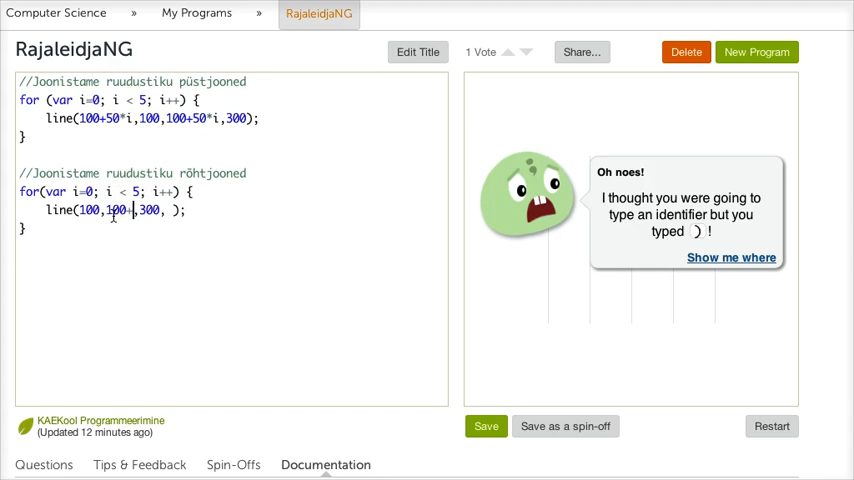 Computer Science » My Programs » RajaleidjaNG
RajaleidjaNG
Edit Title
1 Vote
Share...
Delete
New Program
//Joonistame ruudustiku püstjooned
for (var i=0; i < 5; i++) {
line(100+50*i,100,100+50*i,300);
}
//Joonistame ruudustiku rõhtjooned
for(var i=0; i < 5; i++) {
line(100,100+,300, );
}
Oh noes!
I thought you were going to
type an identifier but you
typed ) !
Show me where
KAEKool Programmeerimine
(Updated 12 minutes ago)
Save
Save as a spin-off
Restart
Questions Tips & Feedback Spin-Offs Documentation